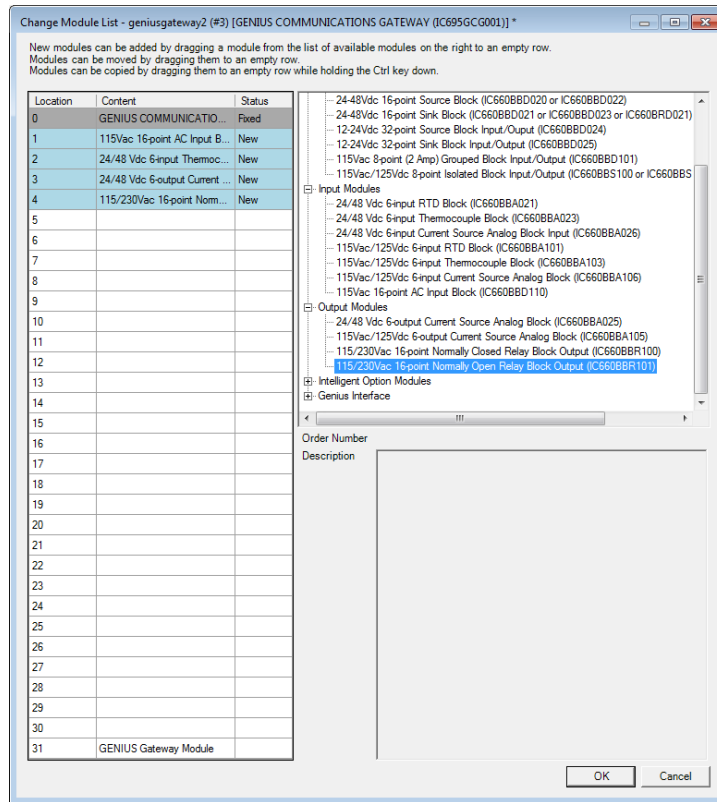 Change Module List - geniusgateway2 (#3) [GENIUS COMMUNICATIONS GATEWAY (IC695GCG001)] *
New modules can be added by dragging a module from the list of available modules on the right to an empty row.
Modules can be moved by dragging them to an empty row.
Modules can be copied by dragging them to an empty row while holding the Ctrl key down.
Location Content Status
0 GENIUS COMMUNICATIO... Fixed
1 115Vac 16-point AC Input B... New
2 24/48 Vdc 6-input Thermoc... New
3 24/48 Vdc 6-output Current ... New
4 115/230Vac 16-point Norm... New
5
6
7
8
9
10
11
12
13
14
15
16
17
18
19
20
21
22
23
24
25
26
27
28
29
30
31 GENIUS Gateway Module
24-48Vdc 16-point Source Block (IC660BBD020 or IC660BBD022)
24-48Vdc 16-point Sink Block (IC660BBD021 or IC660BBD023 or IC660BRD021)
12-24Vdc 32-point Source Block Input/Ouput (IC660BBD024)
12-24Vdc 32-point Sink Block Input/Output (IC660BBD025)
115Vac 8-point (2 Amp) Grouped Block Input/Output (IC660BBD101)
115Vac/125Vdc 8-point Isolated Block Input/Output (IC660BBS100 or IC660BBS
Input Modules
24/48 Vdc 6-input RTD Block (IC660BBA021)
24/48 Vdc 6-input Thermocouple Block (IC660BBA023)
24/48 Vdc 6-input Current Source Analog Block Input (IC660BBA026)
115Vac/125Vdc 6-input RTD Block (IC660BBA101)
115Vac/125Vdc 6-input Thermocouple Block (IC660BBA103)
115Vac/125Vdc 6-input Current Source Analog Block (IC660BBA106)
115Vac 16-point AC Input Block (IC660BBD110)
Output Modules
24/48 Vdc 6-output Current Source Analog Block (IC660BBA025)
115Vac/125Vdc 6-output Current Source Analog Block (IC660BBA105)
115/230Vac 16-point Normally Closed Relay Block Output (IC660BBR100)
115/230Vac 16-point Normally Open Relay Block Output (IC660BBR101)
Intelligent Option Modules
Genius Interface
Order Number
Description
OK Cancel